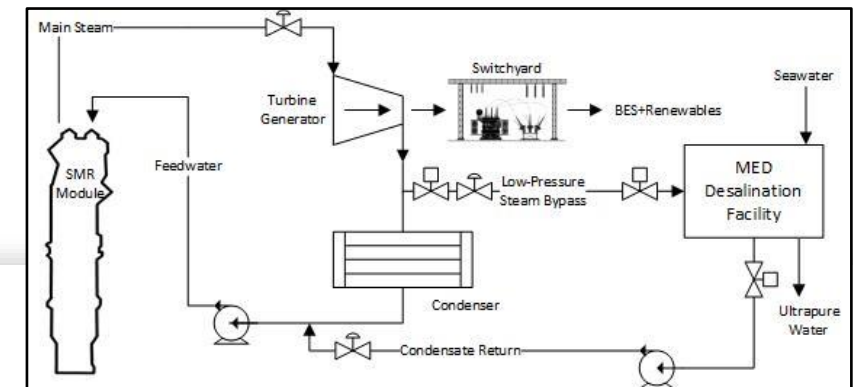 Main Steam
Switchyard
Seawater
Turbine
Generator
BES+Renewables
SMR
Module
Feedwater
Low-Pressure
Steam Bypass
MED
Desalination
Facility
Condenser
Ultrapure
Water
Condensate Return